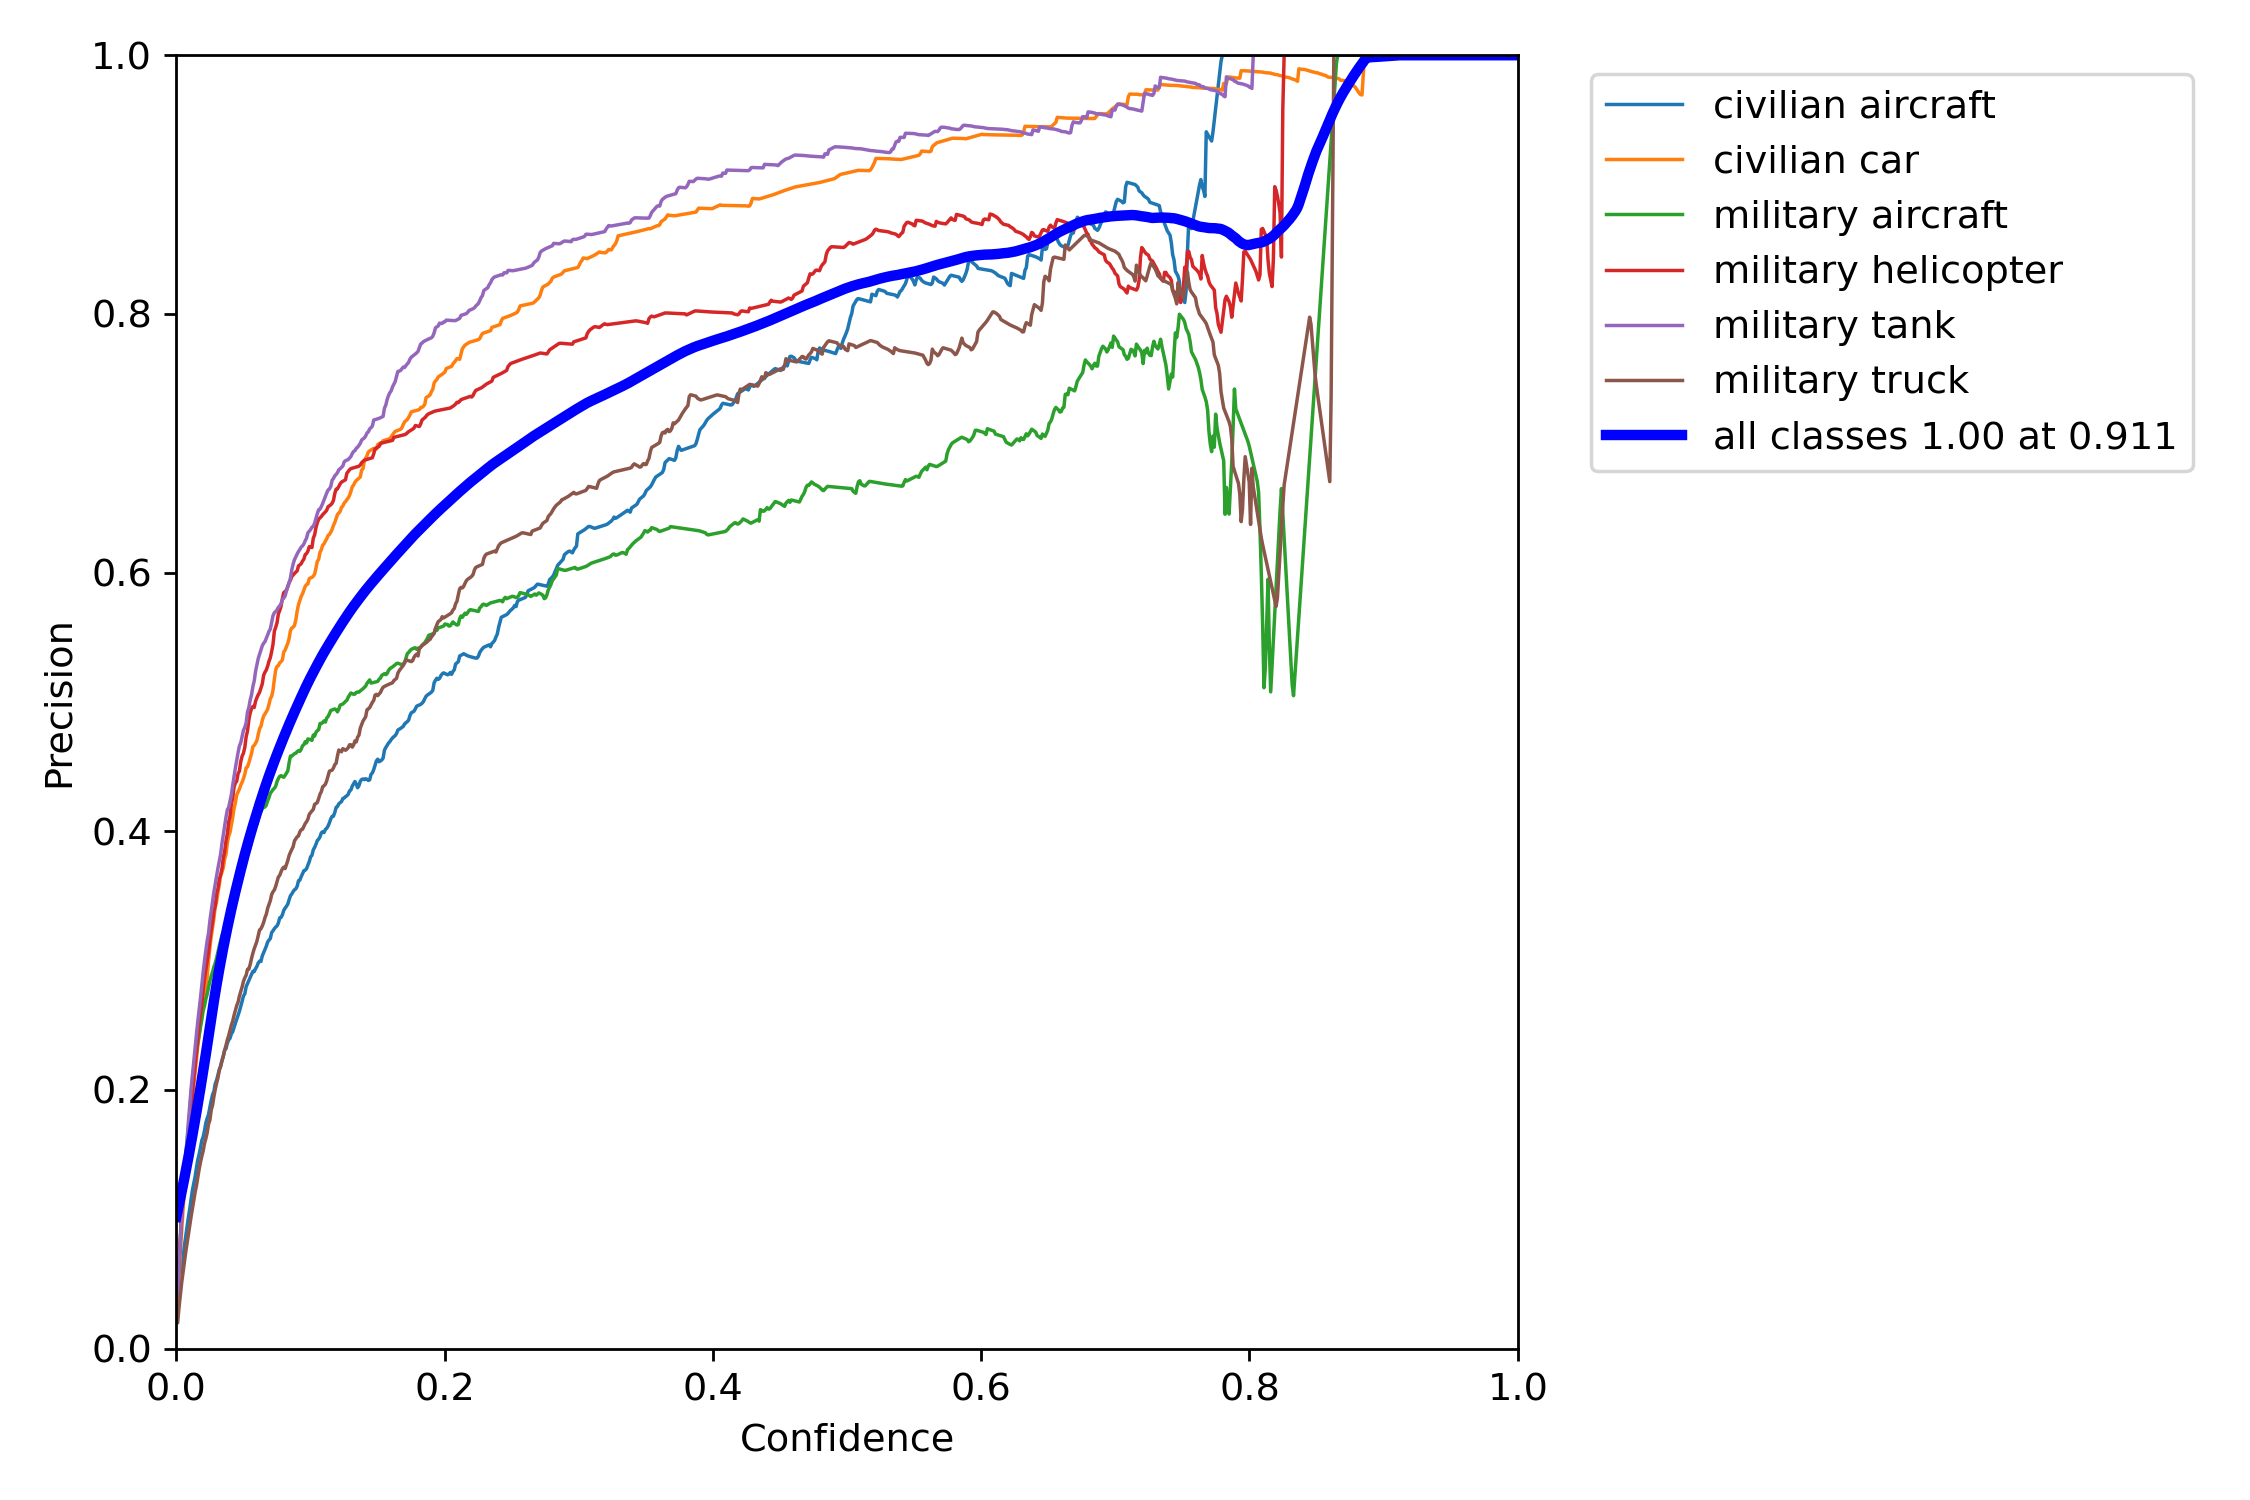 1.0
0.8
0.6
0.4
0.2
0.0
0.0 0.2 0.4 0.6 0.8 1.0
Precision
Confidence
civilian aircraft
civilian car
military aircraft
military helicopter
military tank
military truck
all classes 1.00 at 0.911